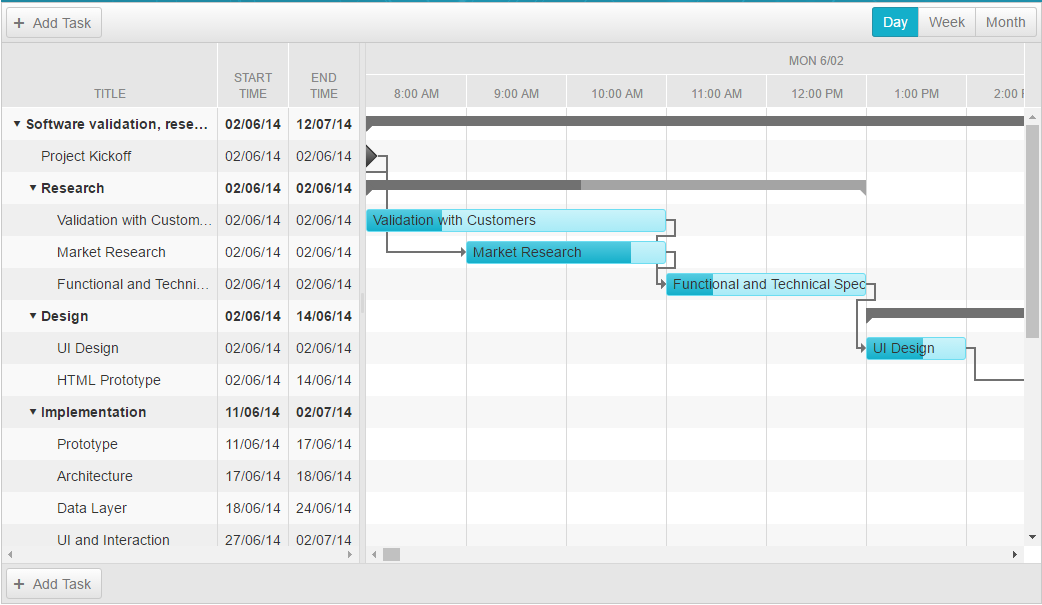 + Add Task
Day Week Month
TITLE START TIME END TIME
MON 6/02
8:00 AM 9:00 AM 10:00 AM 11:00 AM 12:00 PM 1:00 PM 2:00
Software validation, rese... 02/06/14 12/07/14
Project Kickoff 02/06/14 02/06/14
Research 02/06/14 02/06/14
Validation with Custom... 02/06/14 02/06/14 Validation with Customers
Market Research 02/06/14 02/06/14 Market Research
Functional and Techni... 02/06/14 02/06/14 Functional and Technical Spec
Design 02/06/14 14/06/14
UI Design 02/06/14 02/06/14 UI Design
HTML Prototype 02/06/14 14/06/14
Implementation 11/06/14 02/07/14
Prototype 11/06/14 17/06/14
Architecture 17/06/14 18/06/14
Data Layer 18/06/14 24/06/14
UI and Interaction 27/06/14 02/07/14
+ Add Task